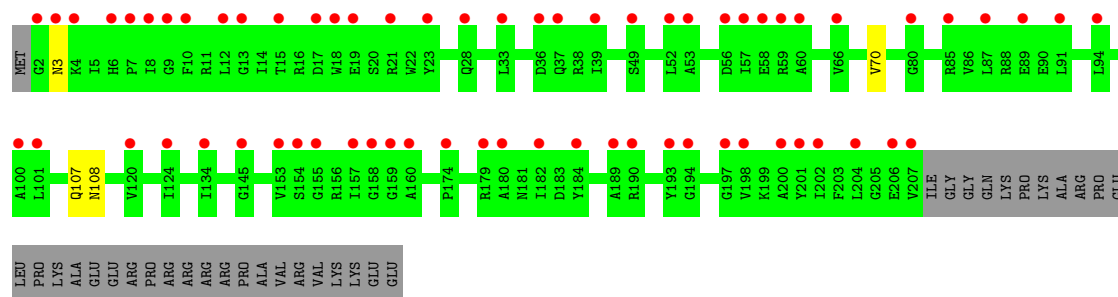 MET G2 N3 K4 I5 H6 P7 I8 G9 F10 R11 L12 G13 I14 T15 R16 D17 W18 E19 S20 R21 W22 Y23 Q28 L33 D36 Q37 R38 I39 S49 L52 A53 D56 I57 E58 R59 A60 V66 V70 G80 R85 V86 L87 R88 E89 E90 L91 L94
A100 L101 Q107 N108 V120 I124 I134 G145 V153 S154 G155 R156 I157 G158 G159 A160 P174 R179 A180 N181 I182 D183 Y184 A189 R190 Y193 G194 G197 V198 K199 A200 Y201 I202 F203 L204 G205 E206 V207 ILE GLY GLY GLN LYS PRO LYS ALA ARG PRO GLU
LEU PRO LYS ALA GLU GLU ARG PRO ARG ARG ARG ARG PRO ALA VAL ARG VAL LYS LYS GLU GLU